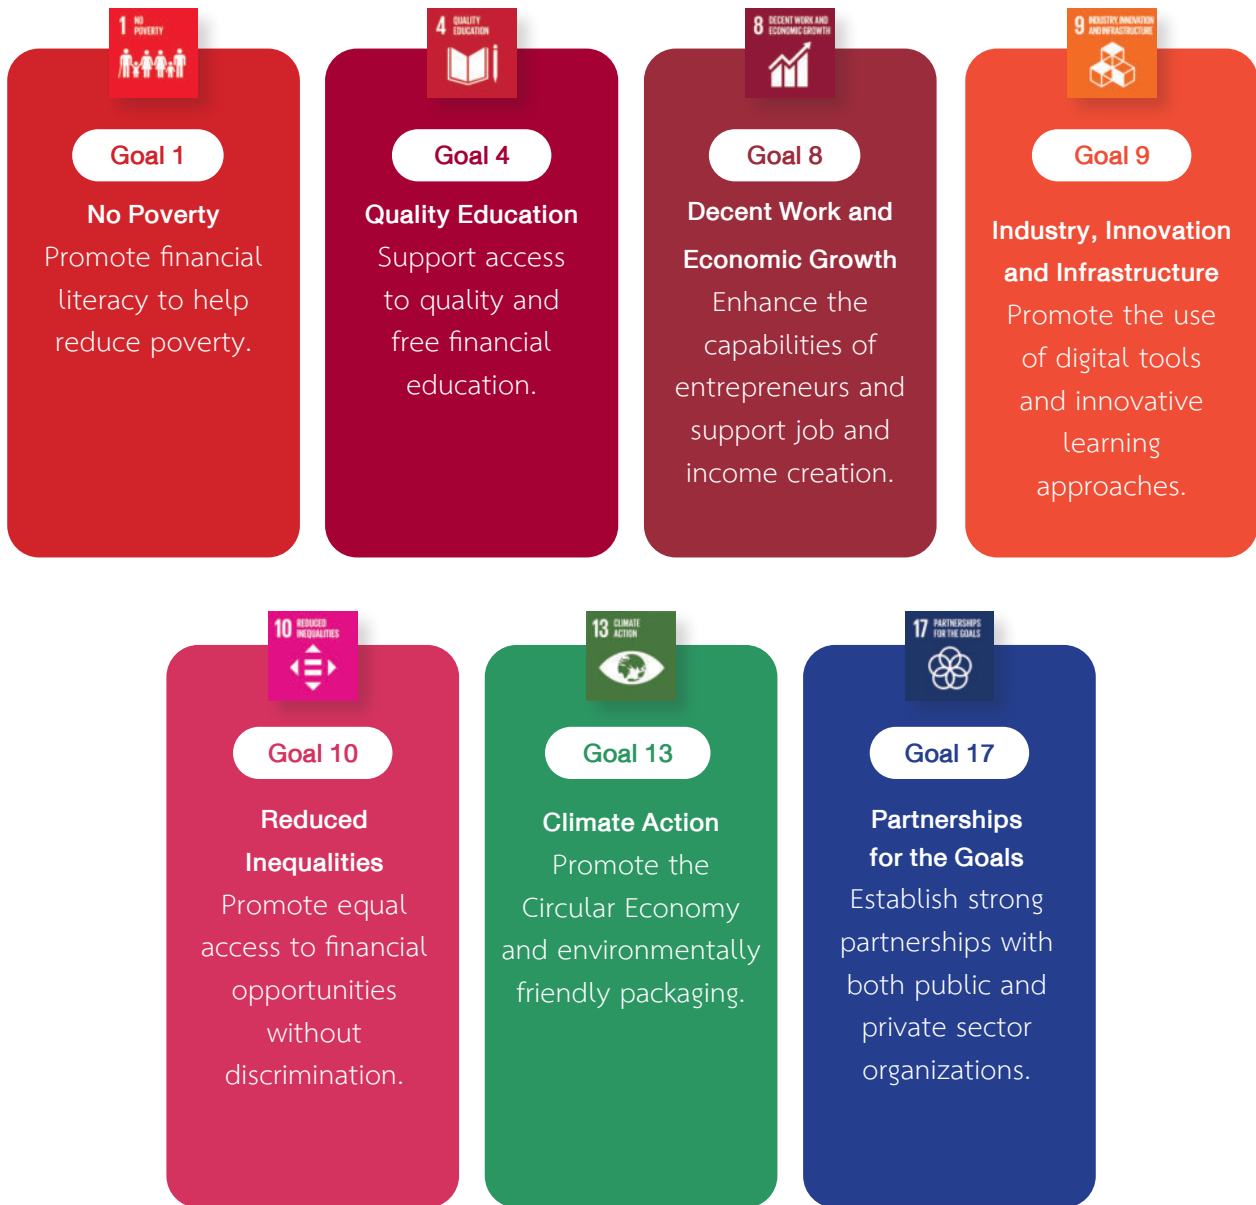 1 NO
POVERTY
Goal 1
No Poverty
Promote financial
literacy to help
reduce poverty.
4 QUALITY
EDUCATION
Goal 4
Quality Education
Support access
to quality and
free financial
education.
8 DECENT WORK AND
ECONOMIC GROWTH
Goal 8
Decent Work and
Economic Growth
Enhance the
capabilities of
entrepreneurs and
support job and
income creation.
9 INDUSTRY, INNOVATION
AND INFRASTRUCTURE
Goal 9
Industry, Innovation
and Infrastructure
Promote the use
of digital tools
and innovative
learning
approaches.
10 REDUCED
INEQUALITIES
Goal 10
Reduced
Inequalities
Promote equal
access to financial
opportunities
without
discrimination.
13 CLIMATE
ACTION
Goal 13
Climate Action
Promote the
Circular Economy
and environmentally
friendly packaging.
17 PARTNERSHIPS
FOR THE GOALS
Goal 17
Partnerships
for the Goals
Establish strong
partnerships with
both public and
private sector
organizations.